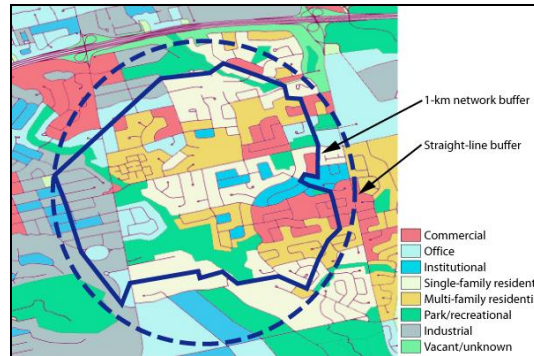 1-km network buffer
Straight-line buffer
Commercial
Office
Institutional
Single-family resident
Multi-family residenti
Park/recreational
Industrial
Vacant/unknown